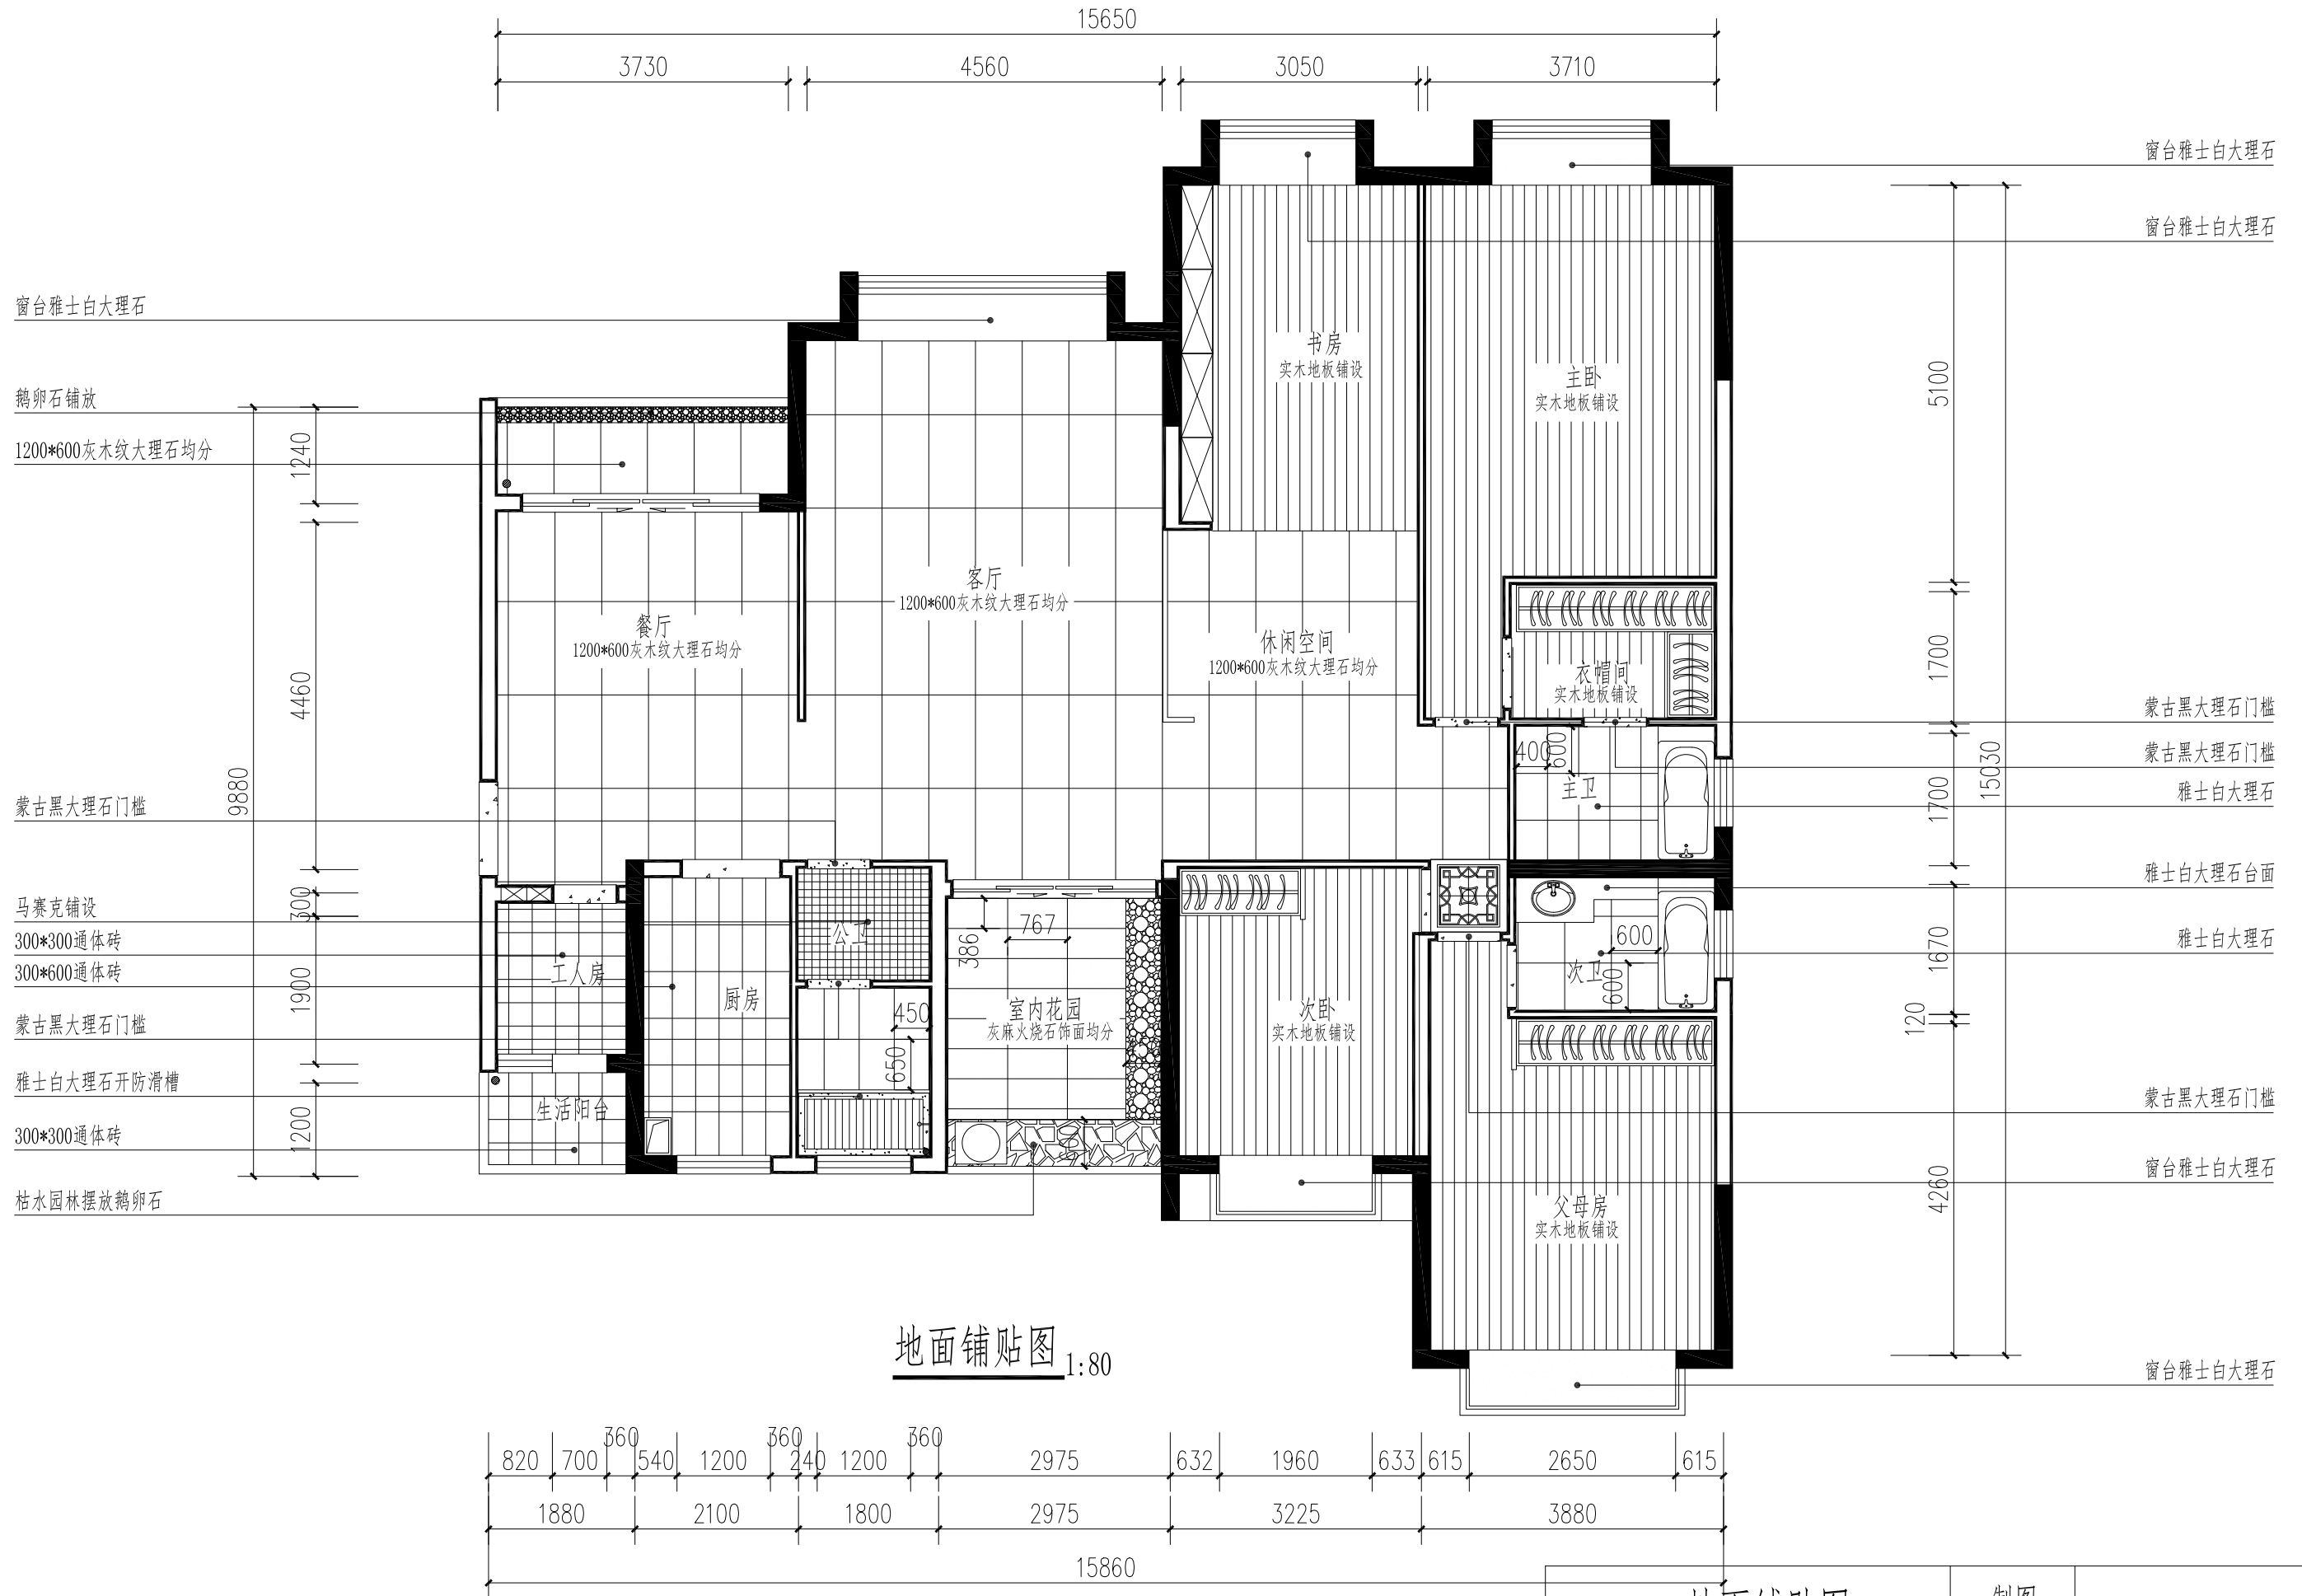 15650
3730
4560
3050
3710
窗台雅士白大理石
窗台雅士白大理石
窗台雅士白大理石
鹅卵石铺放
1200*600灰木纹大理石均分
1240
4460
9880
300
1900
1200
蒙古黑大理石门槛
马赛克铺设
300*300通体砖
300*600通体砖
蒙古黑大理石门槛
雅士白大理石开防滑槽
300*300通体砖
枯水园林摆放鹅卵石
书房
实木地板铺设
主卧
实木地板铺设
客厅
1200*600灰木纹大理石均分
餐厅
1200*600灰木纹大理石均分
休闲空间
1200*600灰木纹大理石均分
衣帽间
实木地板铺设
400
600
主卫
公卫
767
386
工人房
厨房
450
650
室内花园
灰麻火烧石饰面均分
600
生活阳台
次卧
实木地板铺设
600
次卫
600
父母房
实木地板铺设
5100
1700
1700
15030
1670
120
4260
蒙古黑大理石门槛
蒙古黑大理石门槛
雅士白大理石
雅士白大理石台面
雅士白大理石
蒙古黑大理石门槛
窗台雅士白大理石
窗台雅士白大理石
地面铺贴图 1:80
820
700
360
540
1200
360
240
1200
360
2975
632
1960
633
615
2650
615
1880
2100
1800
2975
3225
3880
15860